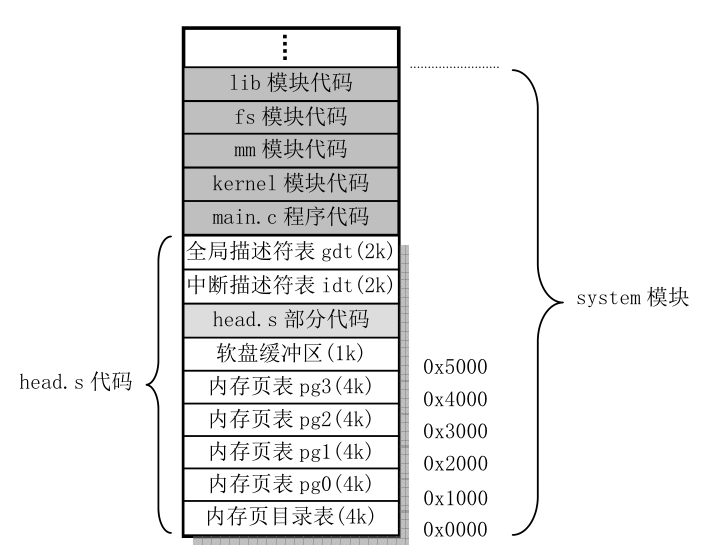 lib 模块代码
fs 模块代码
mm 模块代码
kernel 模块代码
main.c 程序代码
全局描述符表 gdt(2k)
中断描述符表 idt(2k)
head.s 部分代码
软盘缓冲区(1k)
内存页表 pg3(4k)
内存页表 pg2(4k)
内存页表 pg1(4k)
内存页表 pg0(4k)
内存页目录表(4k)
head.s 代码
0x5000
0x4000
0x3000
0x2000
0x1000
0x0000
system 模块